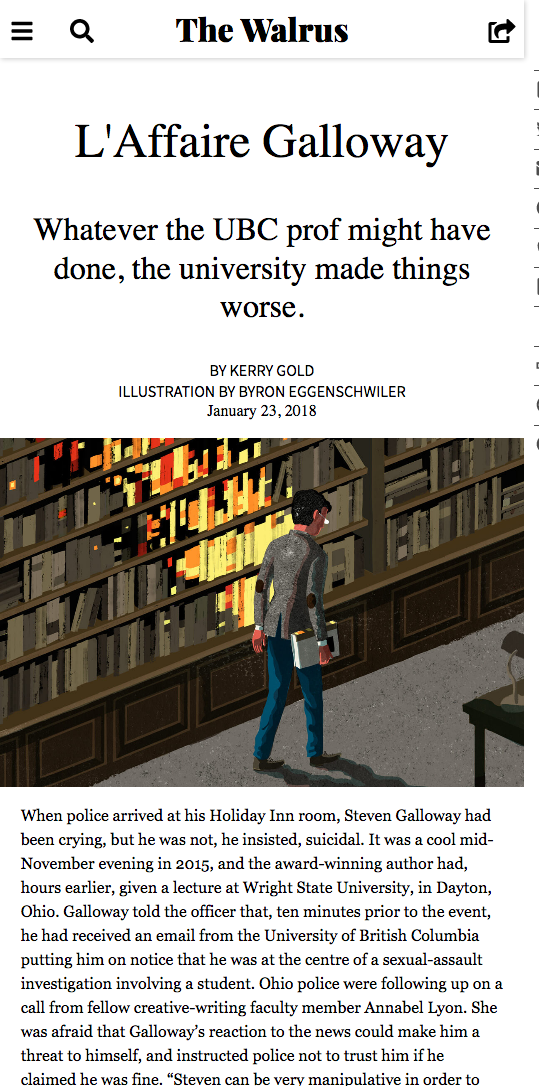 The Walrus
L'Affaire Galloway
Whatever the UBC prof might have
done, the university made things
worse.
BY KERRY GOLD
ILLUSTRATION BY BYRON EGGENSCHWILER
January 23, 2018
When police arrived at his Holiday Inn room, Steven Galloway had
been crying, but he was not, he insisted, suicidal. It was a cool mid-
November evening in 2015, and the award-winning author had,
hours earlier, given a lecture at Wright State University, in Dayton,
Ohio. Galloway told the officer that, ten minutes prior to the event,
he had received an email from the University of British Columbia
putting him on notice that he was at the centre of a sexual-assault
investigation involving a student. Ohio police were following up on a
call from fellow creative-writing faculty member Annabel Lyon. She
was afraid that Galloway’s reaction to the news could make him a
threat to himself, and instructed police not to trust him if he
claimed he was fine. “Steven can be very manipulative in order to